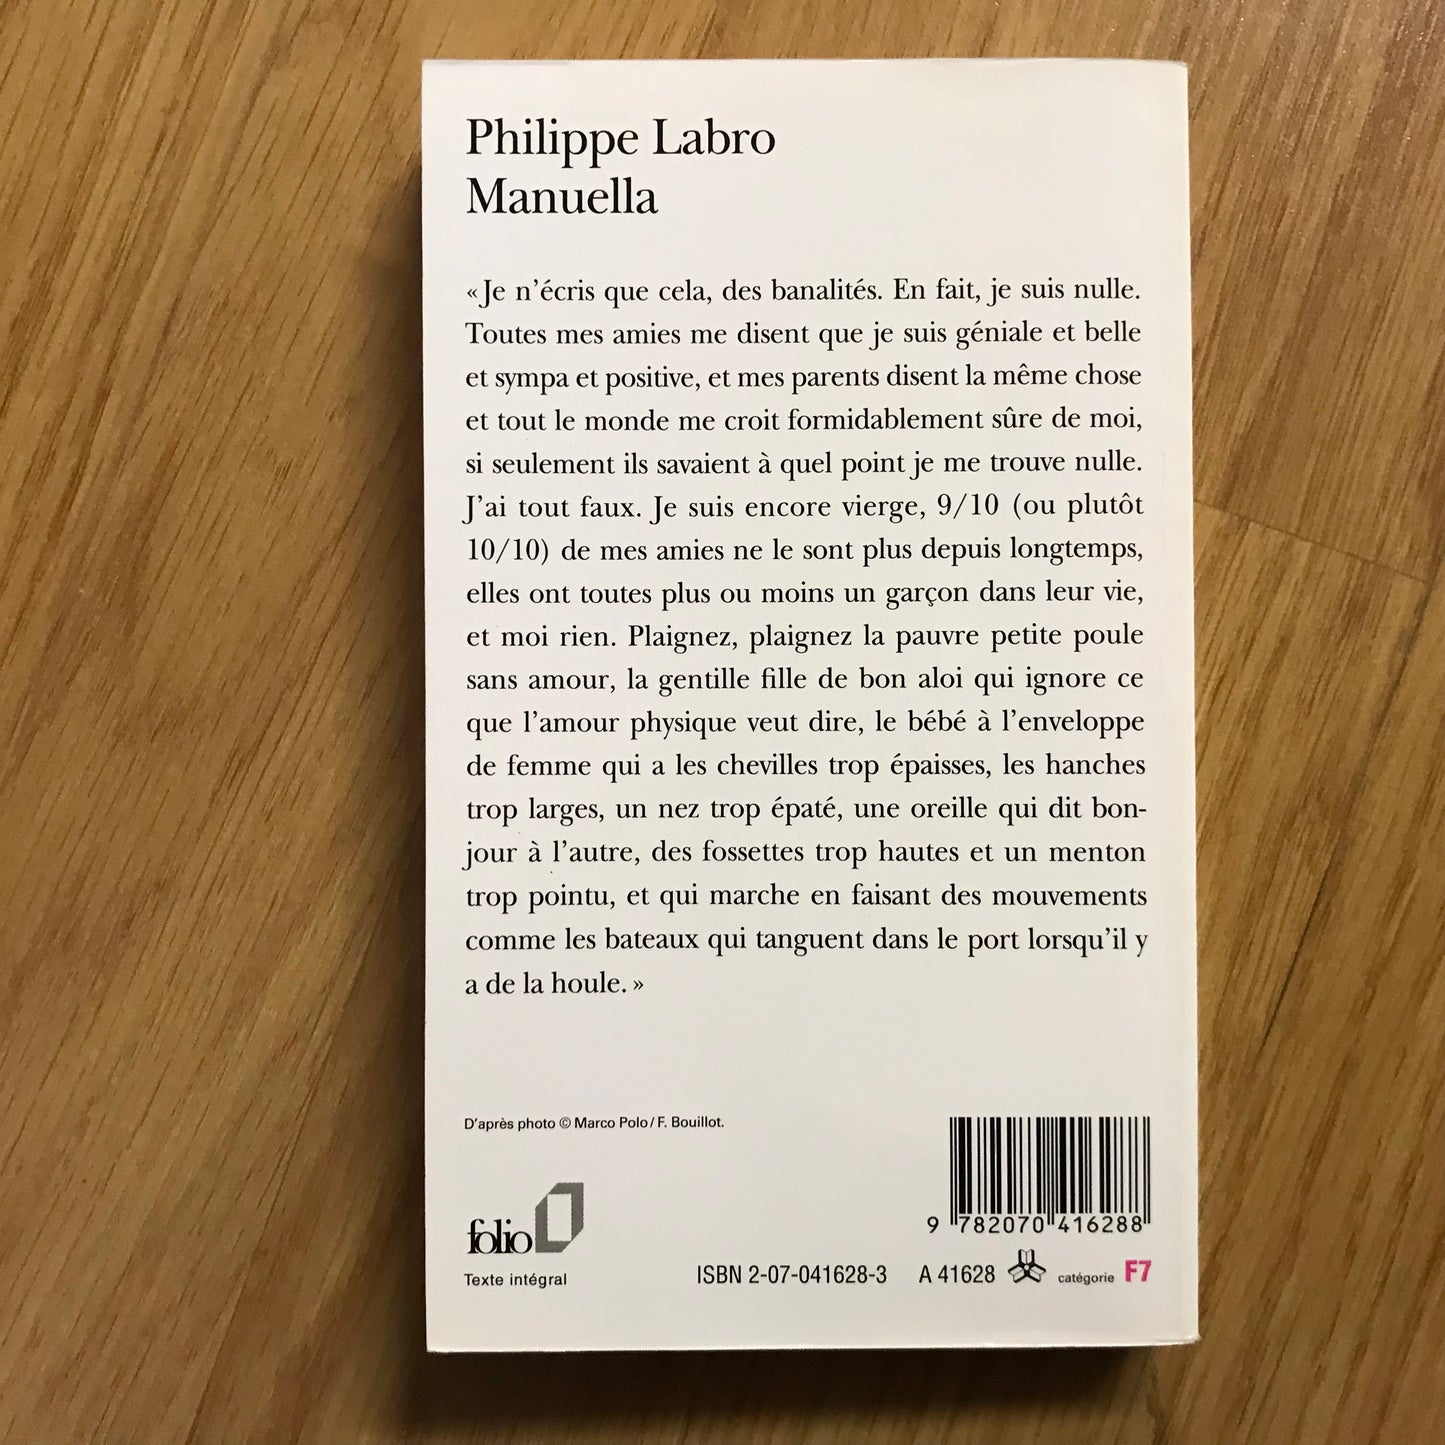 Philippe Labro
Manuella
« Je n'écris que cela, des banalités. En fait, je suis nulle.
Toutes mes amies me disent que je suis géniale et belle
et sympa et positive, et mes parents disent la même chose
et tout le monde me croit formidablement sûre de moi,
si seulement ils savaient à quel point je me trouve nulle.
J'ai tout faux. Je suis encore vierge, 9/10 (ou plutôt
10/10) de mes amies ne le sont plus depuis longtemps,
elles ont toutes plus ou moins un garçon dans leur vie,
et moi rien. Plaignez, plaignez la pauvre petite poule
sans amour, la gentille fille de bon aloi qui ignore ce
que l'amour physique veut dire, le bébé à l'enveloppe
de femme qui a les chevilles trop épaisses, les hanches
trop larges, un nez trop épaté, une oreille qui dit bon-
jour à l'autre, des fossettes trop hautes et un menton
trop pointu, et qui marche en faisant des mouvements
comme les bateaux qui tanguent dans le port lorsqu'il y
a de la houle. »
D'après photo © Marco Polo / F. Bouillot.
9 782070 416288
folio
Texte intégral
ISBN 2-07-041628-3 A 41628 catégorie F7